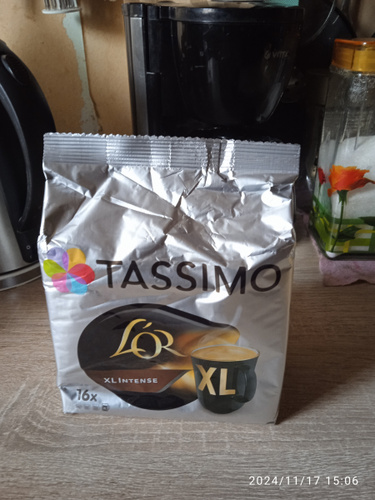 TASSIMO
L'OR
XL INTENSE
XL
16x
2024/11/17 15:06